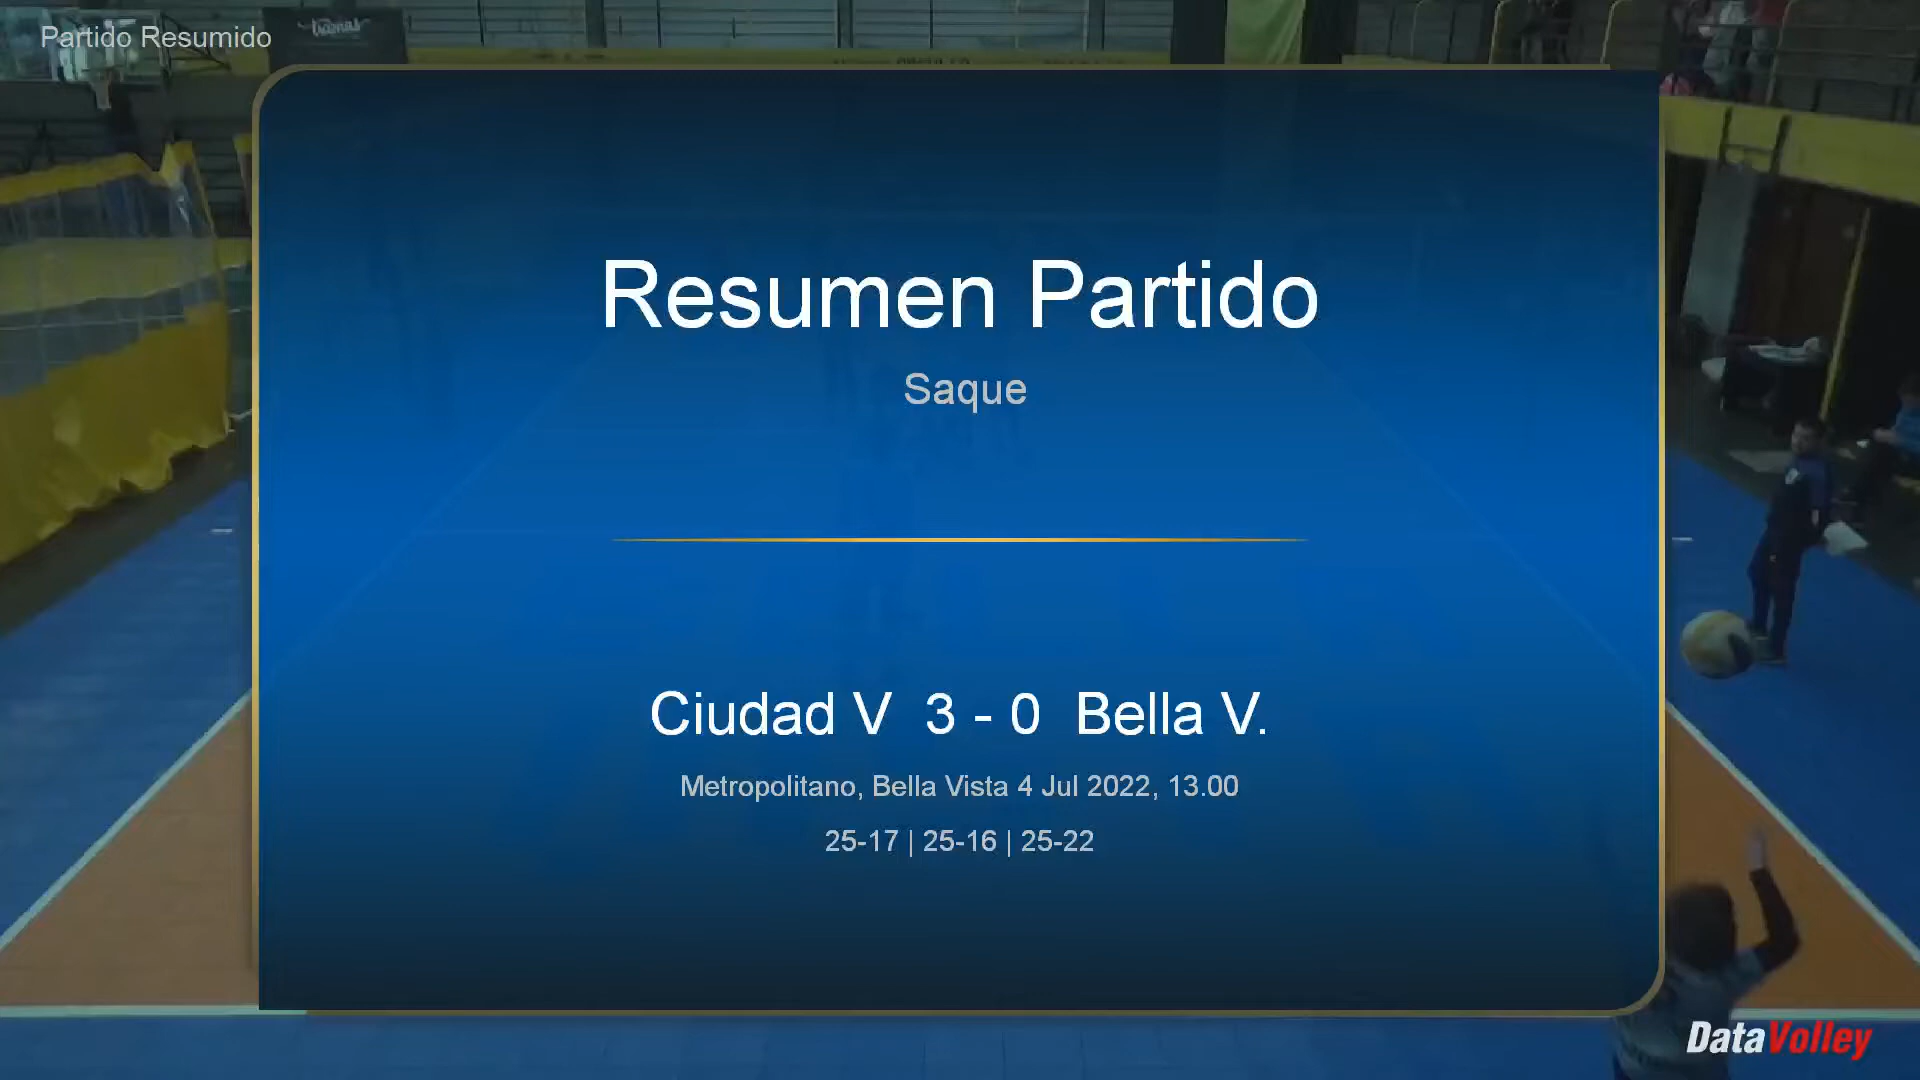 Partido Resumido
Resumen Partido
Saque
Ciudad V 3 - 0 Bella V.
Metropolitano, Bella Vista 4 Jul 2022, 13.00
25-17 | 25-16 | 25-22
DataVolley